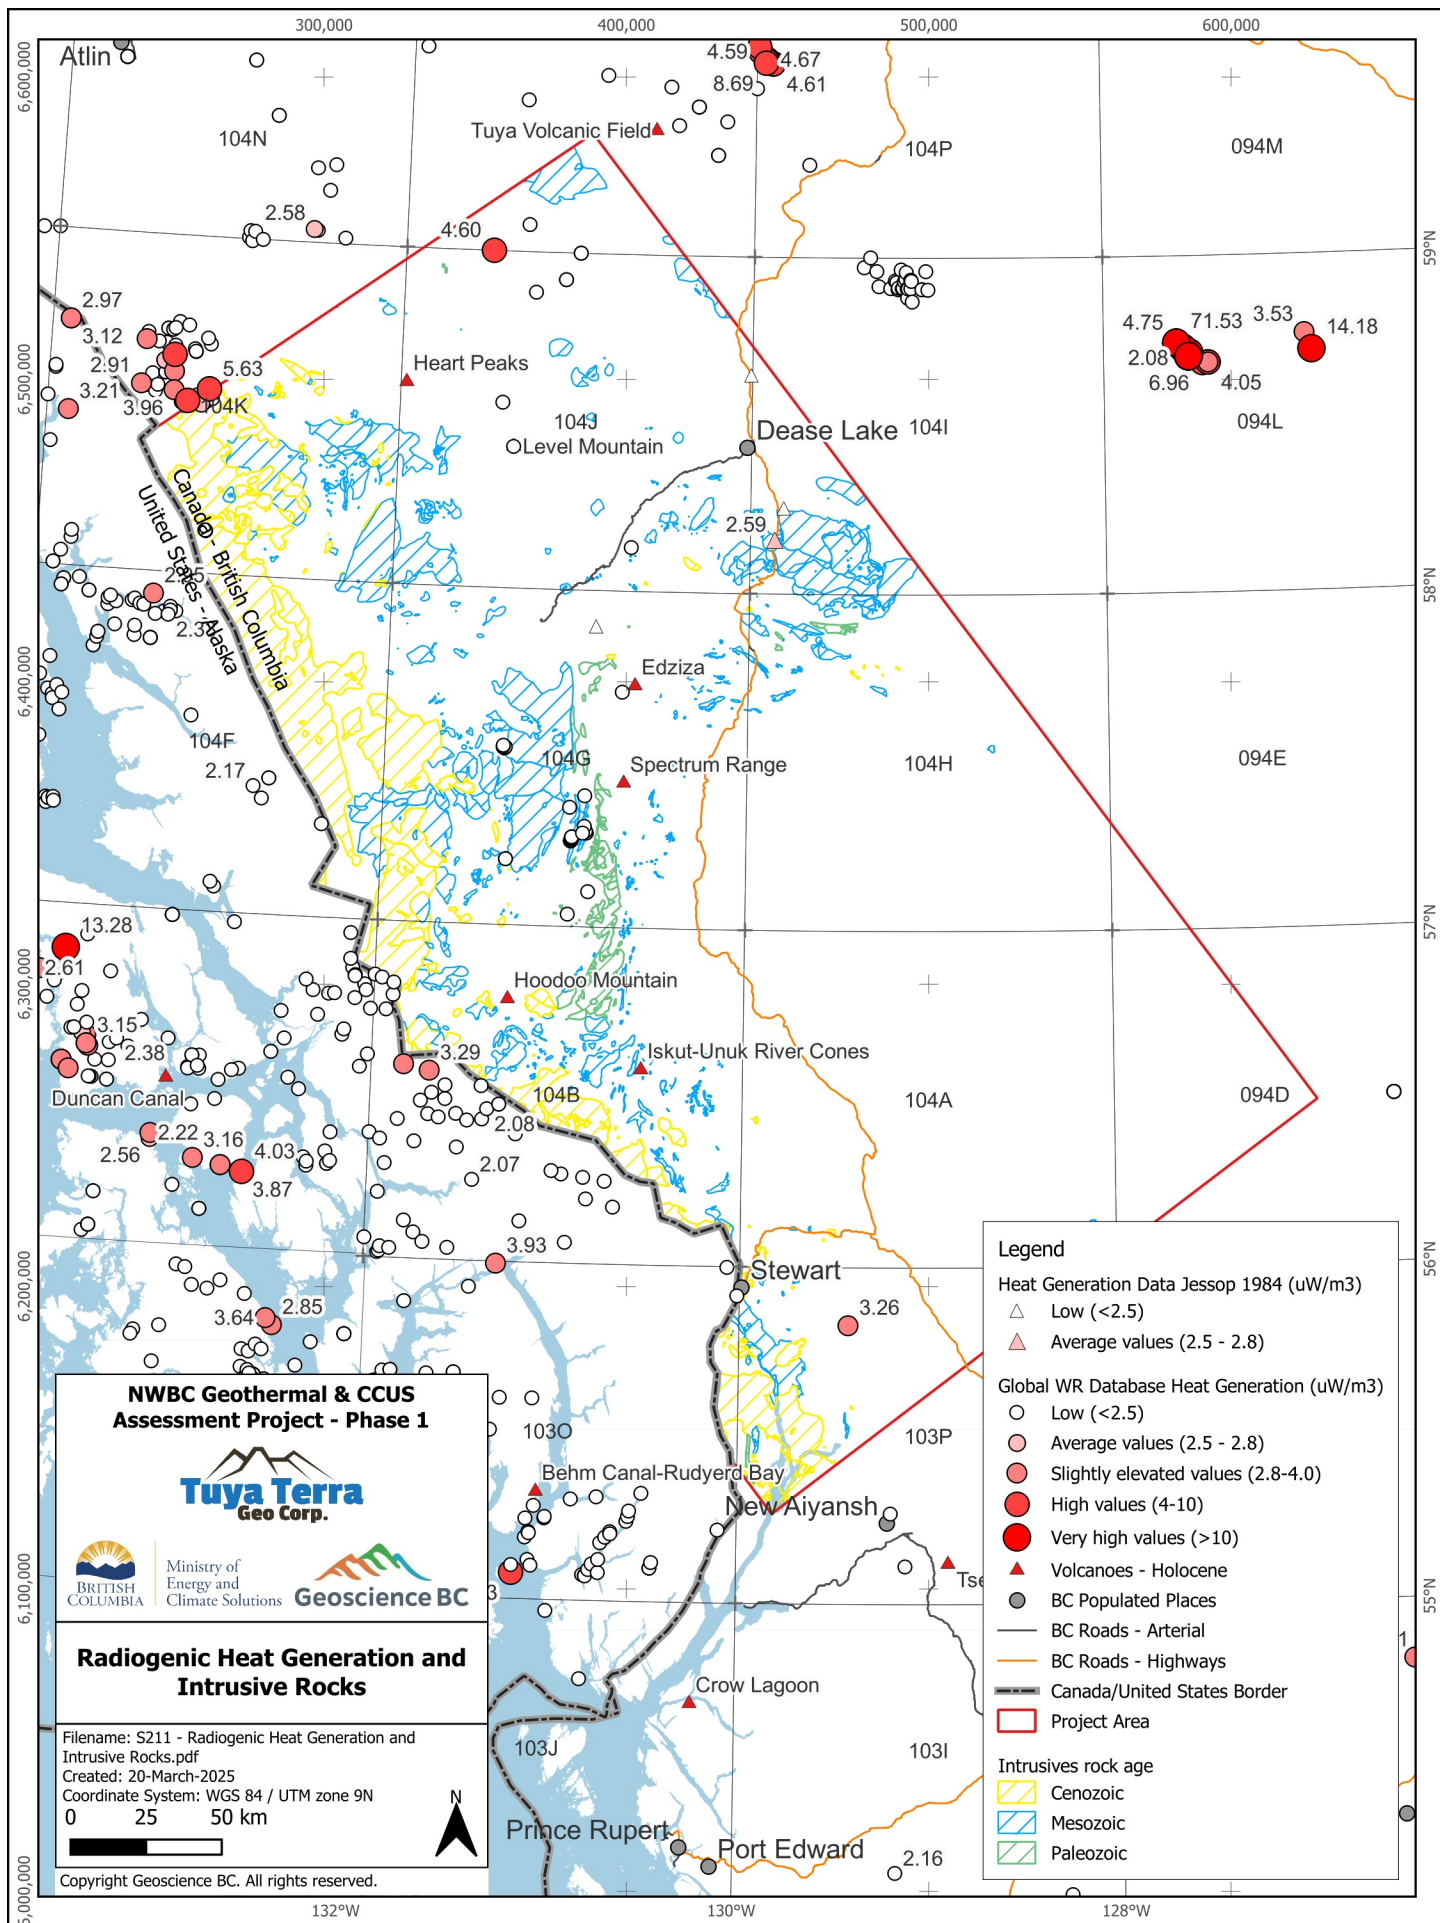 300,000
400,000
500,000
600,000
6,600,000
6,500,000
6,400,000
6,300,000
6,200,000
6,100,000
6,000,000
59°N
58°N
57°N
56°N
55°N
132°W
130°W
128°W
Atlin
4.59
4.67
8.69
4.61
Tuya Volcanic Field
104N
104P
094M
2.58
4.60
2.97
3.12
2.91
3.21
3.96
5.63
104K
Heart Peaks
4.75
71.53
3.53
14.18
2.08
6.96
4.05
094L
104J
Level Mountain
Dease Lake
104I
Canada - British Columbia
United States - Alaska
2.59
Edziza
104F
2.17
104G
Spectrum Range
104H
094E
13.28
2.61
Hoodoo Mountain
3.15
2.38
3.29
Iskut-Unuk River Cones
Duncan Canal
104B
104A
094D
2.22
3.16
4.03
2.08
2.56
3.87
2.07
3.93
Stewart
3.64
2.85
3.26
103O
103P
Behm Canal-Rudyerd Bay
New Aiyansh
3
Tse
1
Crow Lagoon
103J
103I
Prince Rupert
Port Edward
2.16
Legend
Heat Generation Data Jessop 1984 (uW/m3)
Low (<2.5)
Average values (2.5 - 2.8)
Global WR Database Heat Generation (uW/m3)
Low (<2.5)
Average values (2.5 - 2.8)
Slightly elevated values (2.8-4.0)
High values (4-10)
Very high values (>10)
Volcanoes - Holocene
BC Populated Places
BC Roads - Arterial
BC Roads - Highways
Canada/United States Border
Project Area
Intrusives rock age
Cenozoic
Mesozoic
Paleozoic
NWBC Geothermal & CCUS
Assessment Project - Phase 1
Tuya Terra
Geo Corp.
BRITISH
COLUMBIA
Ministry of
Energy and
Climate Solutions
Geoscience BC
Radiogenic Heat Generation and
Intrusive Rocks
Filename: S211 - Radiogenic Heat Generation and
Intrusive Rocks.pdf
Created: 20-March-2025
Coordinate System: WGS 84 / UTM zone 9N
0 25 50 km
N
Copyright Geoscience BC. All rights reserved.